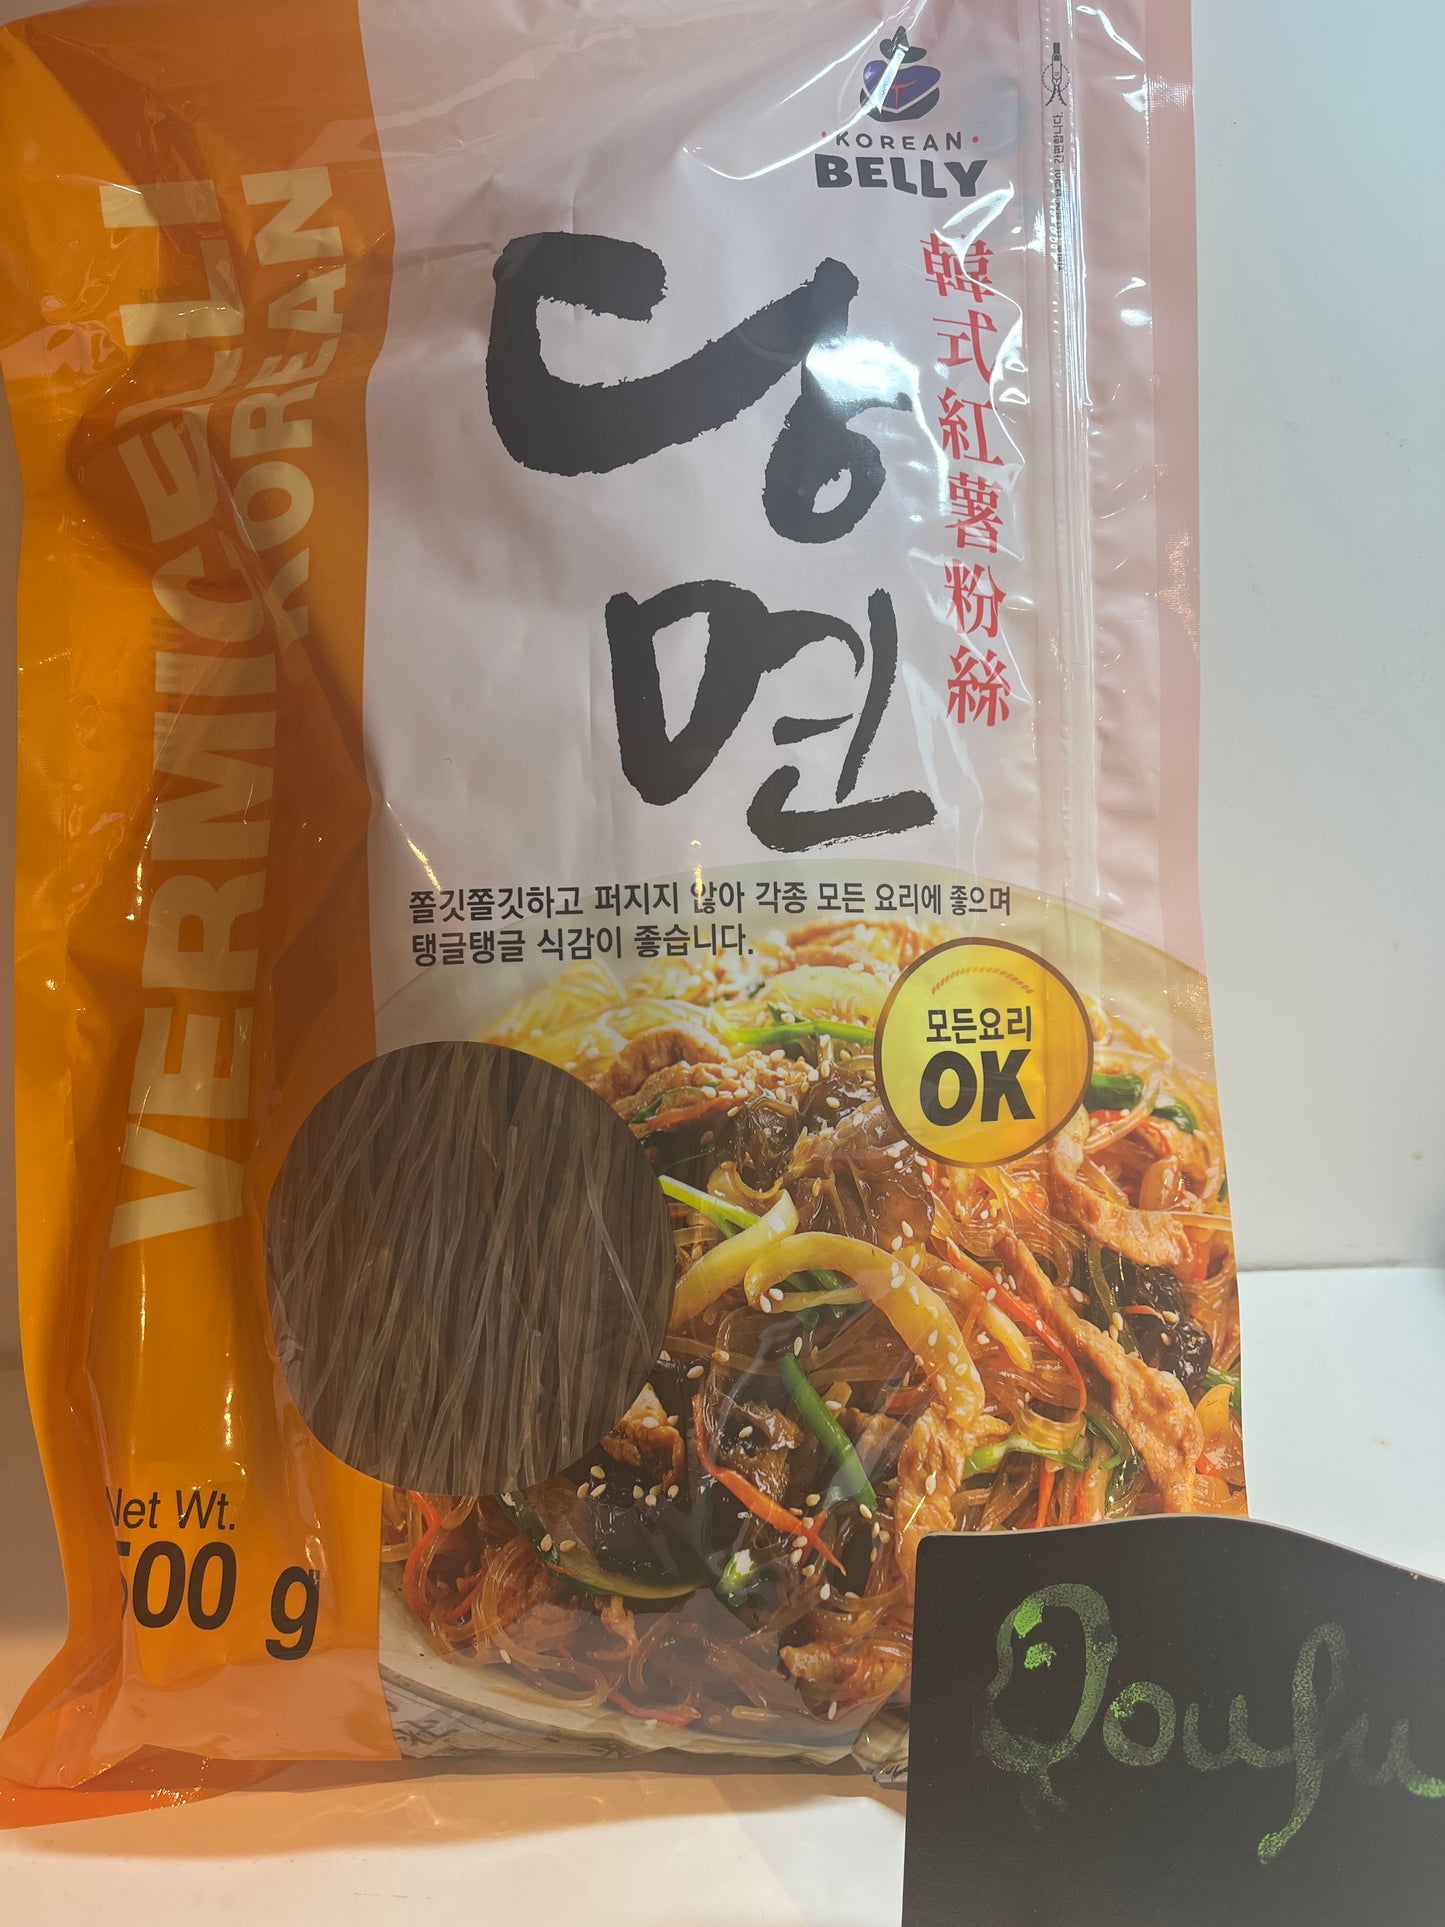 KOREAN
BELLY
당면
韓式紅薯粉絲
VERMICELLI
KOREAN
쫄깃쫄깃하고 퍼지지 않아 각종 모든 요리에 좋으며
탱글탱글 식감이 좋습니다.
모든요리
OK
Net Wt.
500 g
Doufu